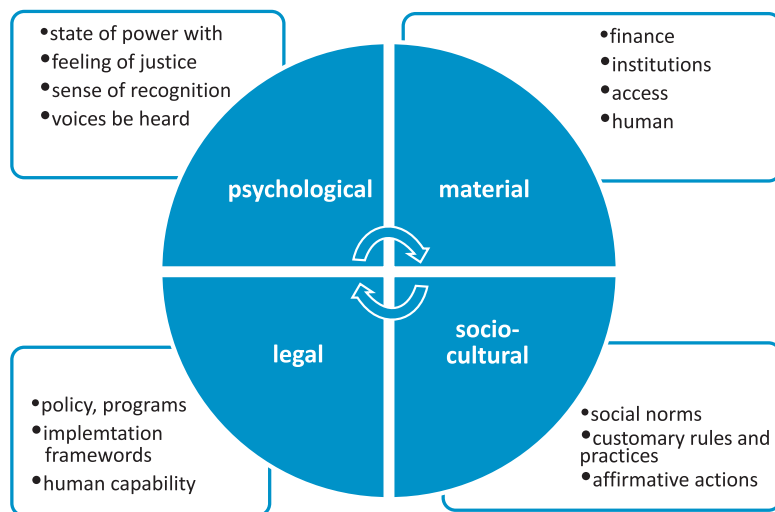 •state of power with
•feeling of justice
•sense of recognition
•voices be heard
•finance
•institutions
•access
•human
psychological
material
legal
socio-
cultural
•policy, programs
•implemtation
framewords
•human capability
•social norms
•customary rules and
practices
•affirmative actions